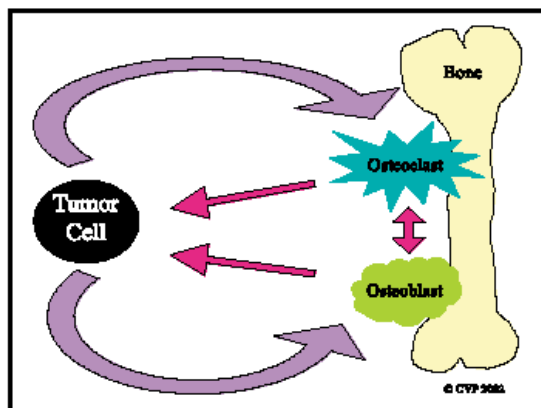 Bone
Osteoclast
Tumor
Cell
Osteoblast
© CVP 2002